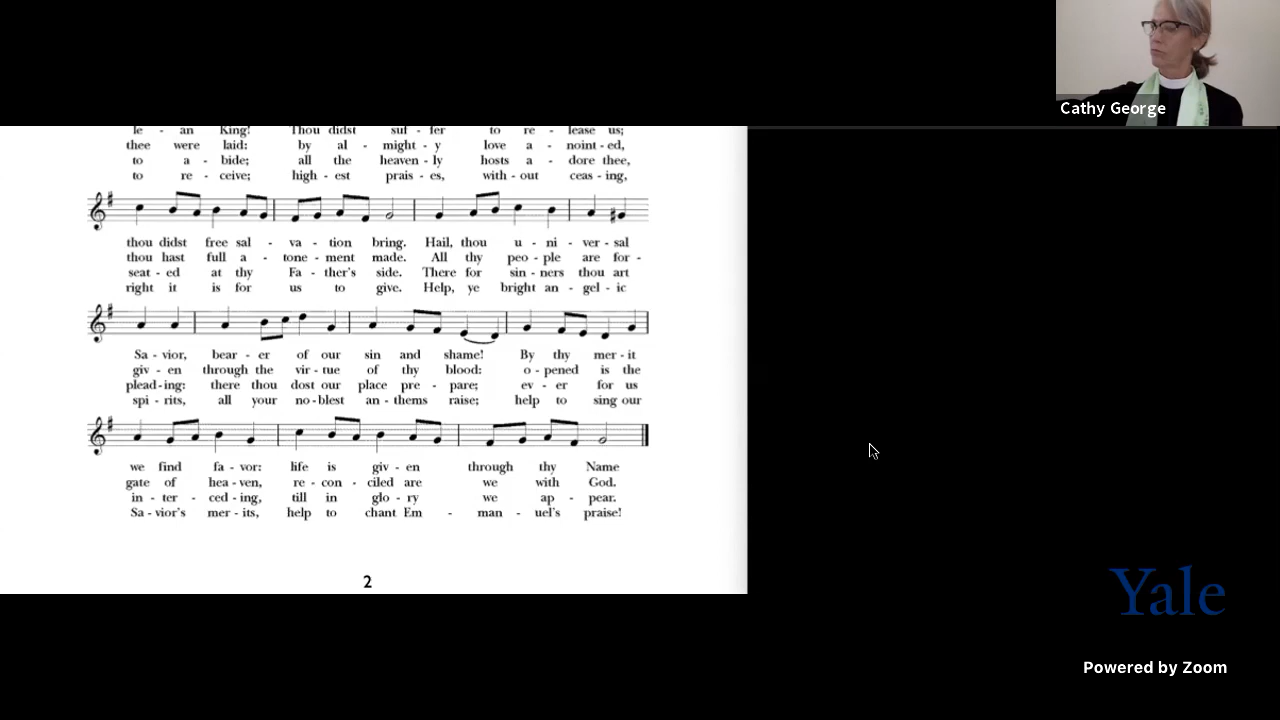 Cathy George
le - an King! Thou didst suf - fer to re - lease us;
thee were laid: by al - might - y love a - noint - ed,
to a - bide; all the heaven - ly hosts a - dore thee,
to re - ceive; high - est prais - es, with - out ceas - ing,
thou didst free sal - va - tion bring. Hail, thou u - ni - ver - sal
thou hast full a - tone - ment made. All thy peo - ple are for -
seat - ed at thy Fa - ther's side. There for sin - ners thou art
right it is for us to give. Help, ye bright an - gel - ic
Sa - vior, bear - er of our sin and shame! By thy mer - it
giv - en through the vir - tue of thy blood: o - pened is the
plead - ing: there thou dost our place pre - pare; ev - er for us
spi - rits, all your no - blest an - thems raise; help to sing our
we find fa - vor: life is giv - en through thy Name
gate of hea - ven, re - con - ciled are we with God.
in - ter - ced - ing, till in glo - ry we ap - pear.
Sa - vior's mer - its, help to chant Em - man - uel's praise!
2
Yale
Powered by Zoom